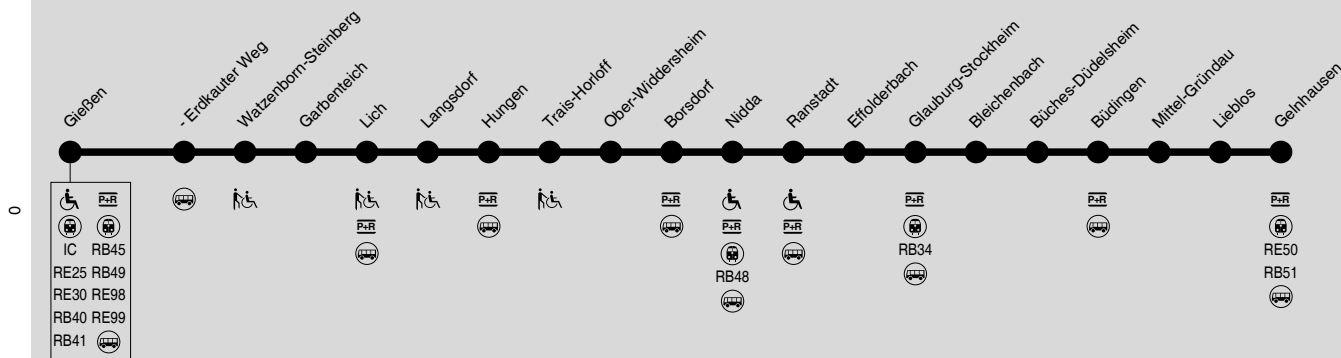 Gießen
- Erdkauter Weg
Watzenborn-Steinberg
Garbenteich
Lich
Langsdorf
Hungen
Trais-Horloff
Ober-Widdersheim
Borsdorf
Nidda
Ranstadt
Effolderbach
Glauburg-Stockheim
Bleichenbach
Büches-Düdelsheim
Büdingen
Mittel-Gründau
Lieblos
Gelnhausen
0
P+R
IC RB45
RE25 RB49
RE30 RE98
RB40 RE99
RB41
P+R
P+R
P+R
P+R
RB48
P+R
P+R
RB34
P+R
P+R
RE50
RB51